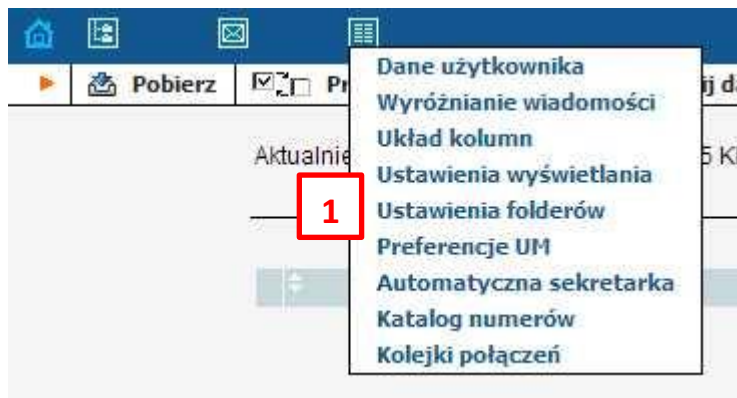 Pobierz Pr
Dane użytkownika
ij d
Wyróżnianie wiadomości
Aktualnie
Układ kolumn
5 K
Ustawienia wyświetlania
1
Ustawienia folderów
Preferencje UM
Automatyczna sekretarka
Katalog numerów
Kolejki połączeń